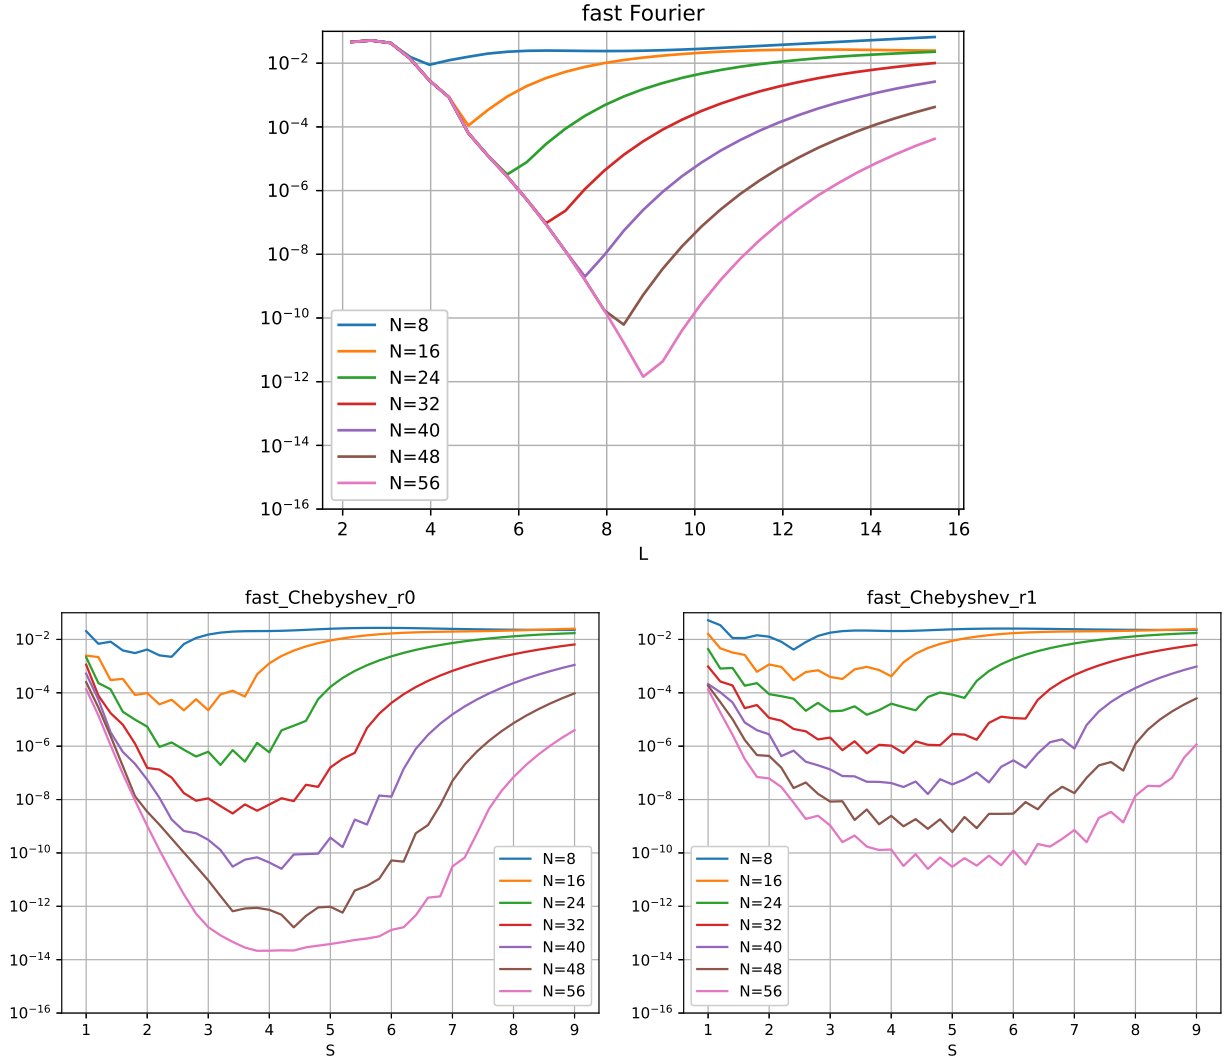 fast Fourier
10⁻²
10⁻⁴
10⁻⁶
10⁻⁸
10⁻¹⁰
10⁻¹²
10⁻¹⁴
10⁻¹⁶
N=8
N=16
N=24
N=32
N=40
N=48
N=56
2 4 6 8 10 12 14 16
L
fast_Chebyshev_r0
10⁻²
10⁻⁴
10⁻⁶
10⁻⁸
10⁻¹⁰
10⁻¹²
10⁻¹⁴
10⁻¹⁶
N=8
N=16
N=24
N=32
N=40
N=48
N=56
1 2 3 4 5 6 7 8 9
S
fast_Chebyshev_r1
10⁻²
10⁻⁴
10⁻⁶
10⁻⁸
10⁻¹⁰
10⁻¹²
10⁻¹⁴
10⁻¹⁶
N=8
N=16
N=24
N=32
N=40
N=48
N=56
1 2 3 4 5 6 7 8 9
S